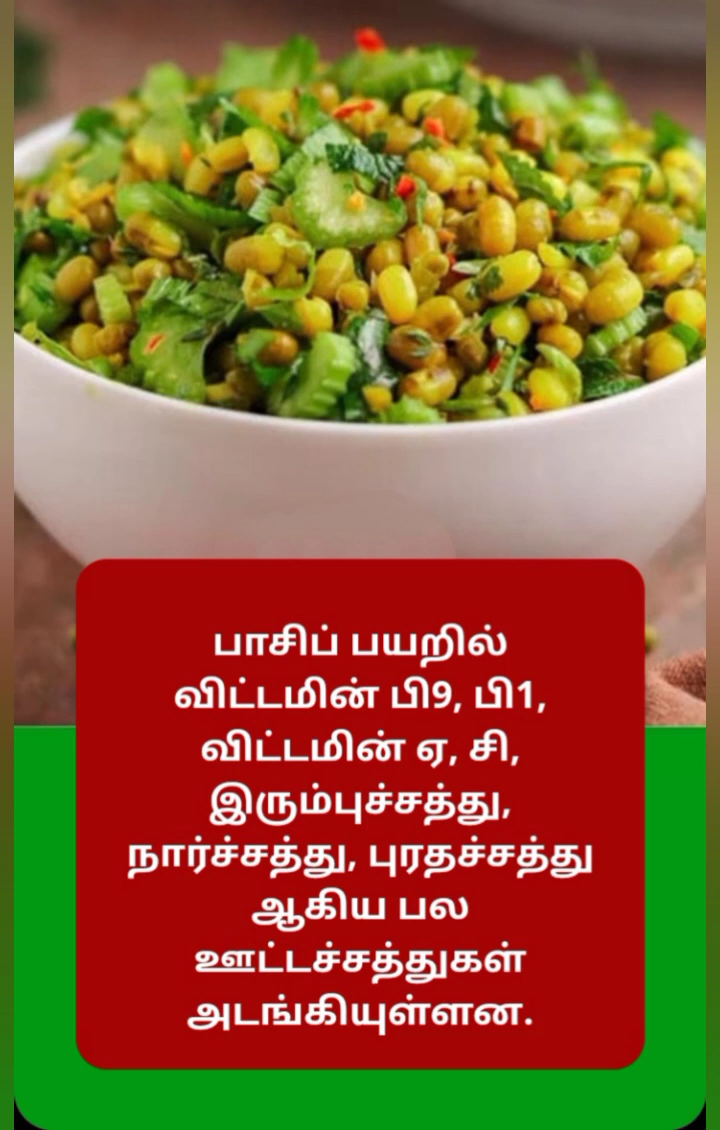 பாசிப் பயறில்
விட்டமின் பி9, பி1,
விட்டமின் ஏ, சி,
இரும்புச்சத்து,
நார்ச்சத்து, புரதச்சத்து
ஆகிய பல
ஊட்டச்சத்துகள்
அடங்கியுள்ளன.